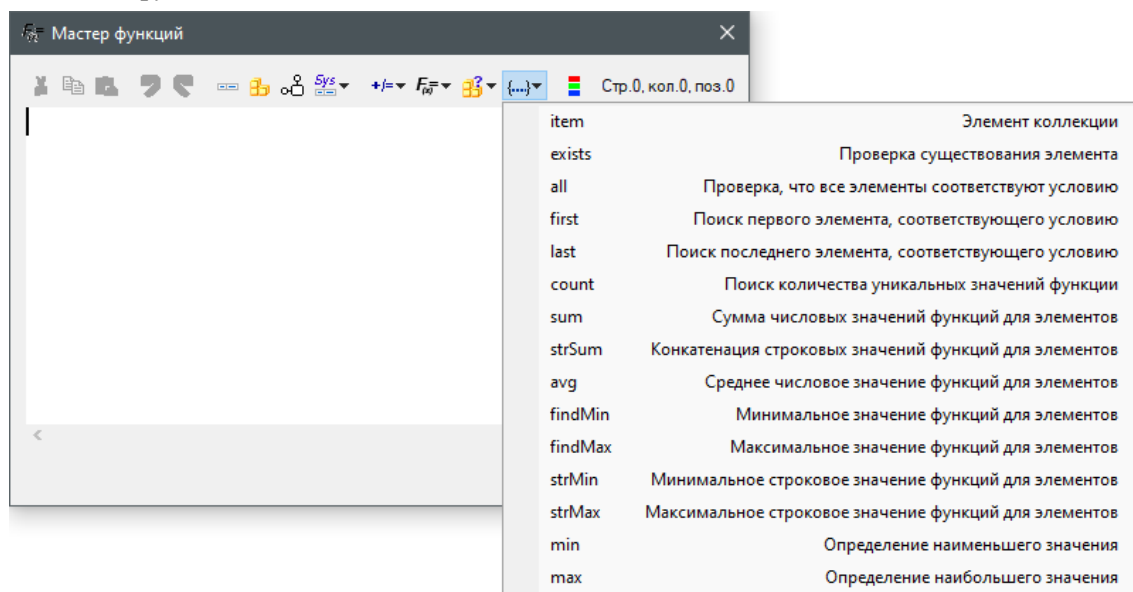 Мастер функций
Sys +/= F(x) {....} Стр.0, кол.0, поз.0
item Элемент коллекции
exists Проверка существования элемента
all Проверка, что все элементы соответствуют условию
first Поиск первого элемента, соответствующего условию
last Поиск последнего элемента, соответствующего условию
count Поиск количества уникальных значений функции
sum Сумма числовых значений функций для элементов
strSum Конкатенация строковых значений функций для элементов
avg Среднее числовое значение функций для элементов
findMin Минимальное значение функций для элементов
findMax Максимальное значение функций для элементов
strMin Минимальное строковое значение функций для элементов
strMax Максимальное строковое значение функций для элементов
min Определение наименьшего значения
max Определение наибольшего значения